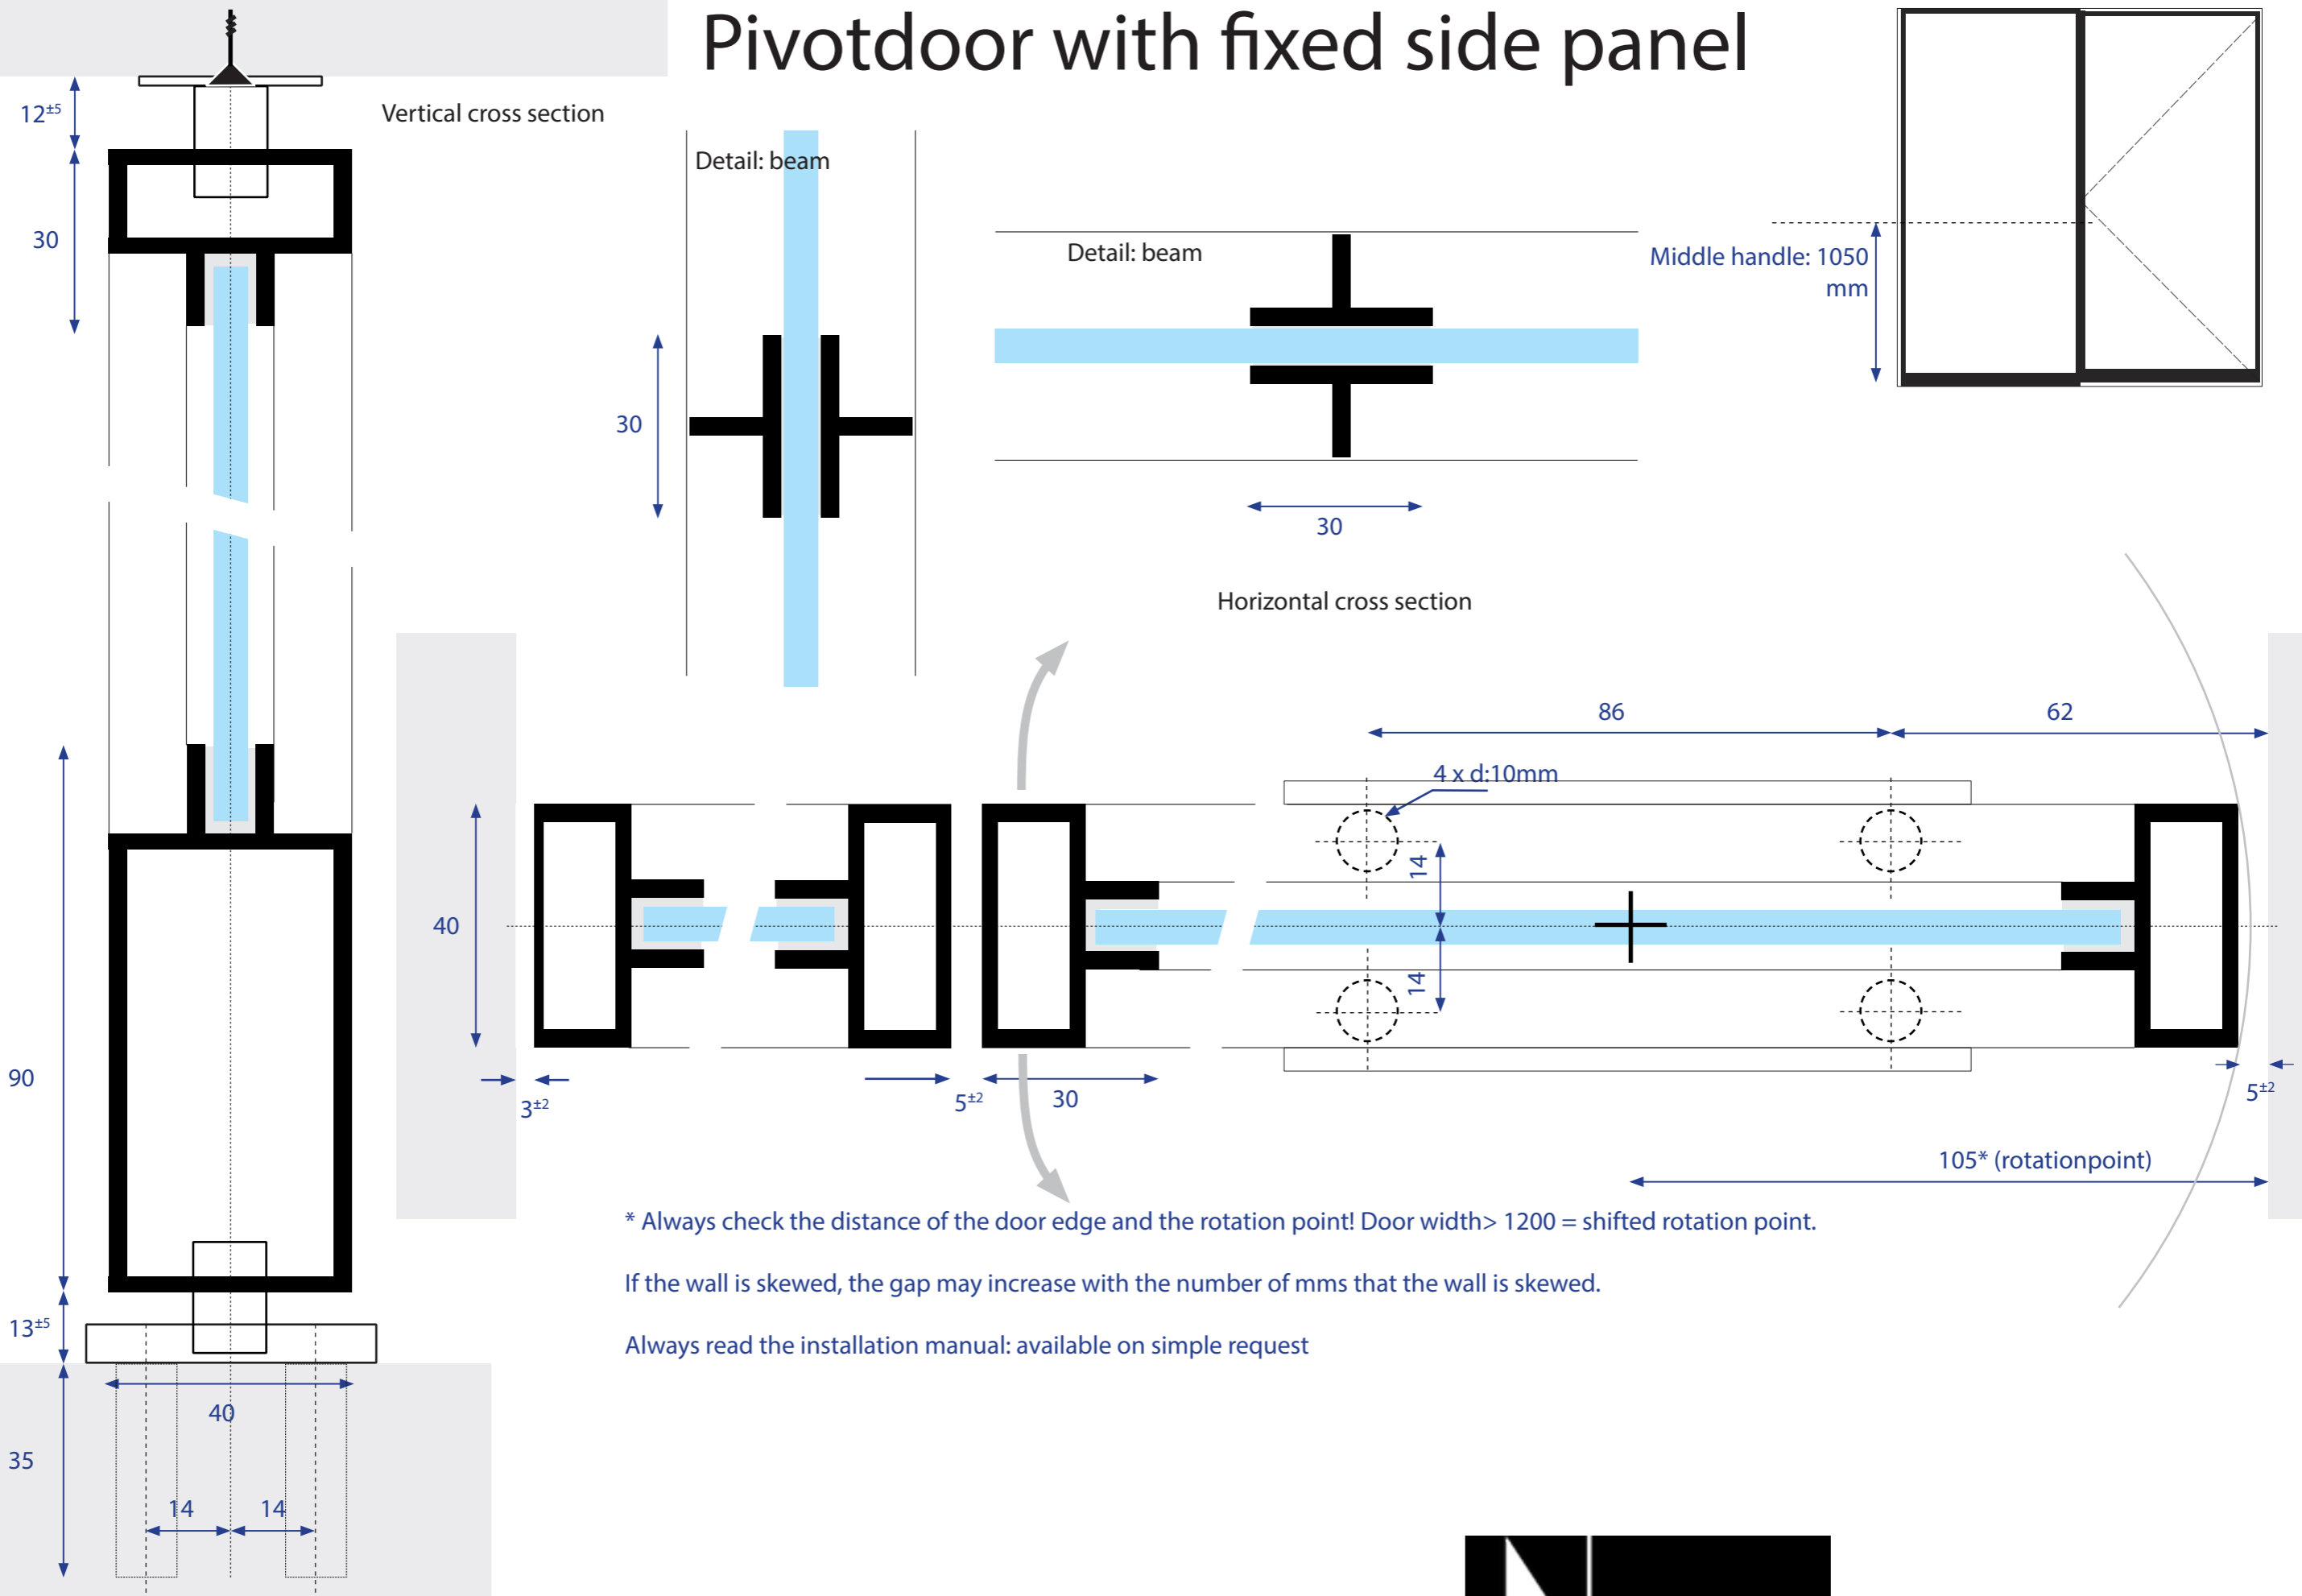 Pivotdoor with fixed side panel
12±5
Vertical cross section
Detail: beam
30
Detail: beam
Middle handle: 1050
mm
30
30
Horizontal cross section
86
62
4 x d:10mm
14
40
14
90
3±2
5±2
30
5±2
105* (rotationpoint)
* Always check the distance of the door edge and the rotation point! Door width> 1200 = shifted rotation point.
If the wall is skewed, the gap may increase with the number of mms that the wall is skewed.
13±5
Always read the installation manual: available on simple request
40
35
14
14